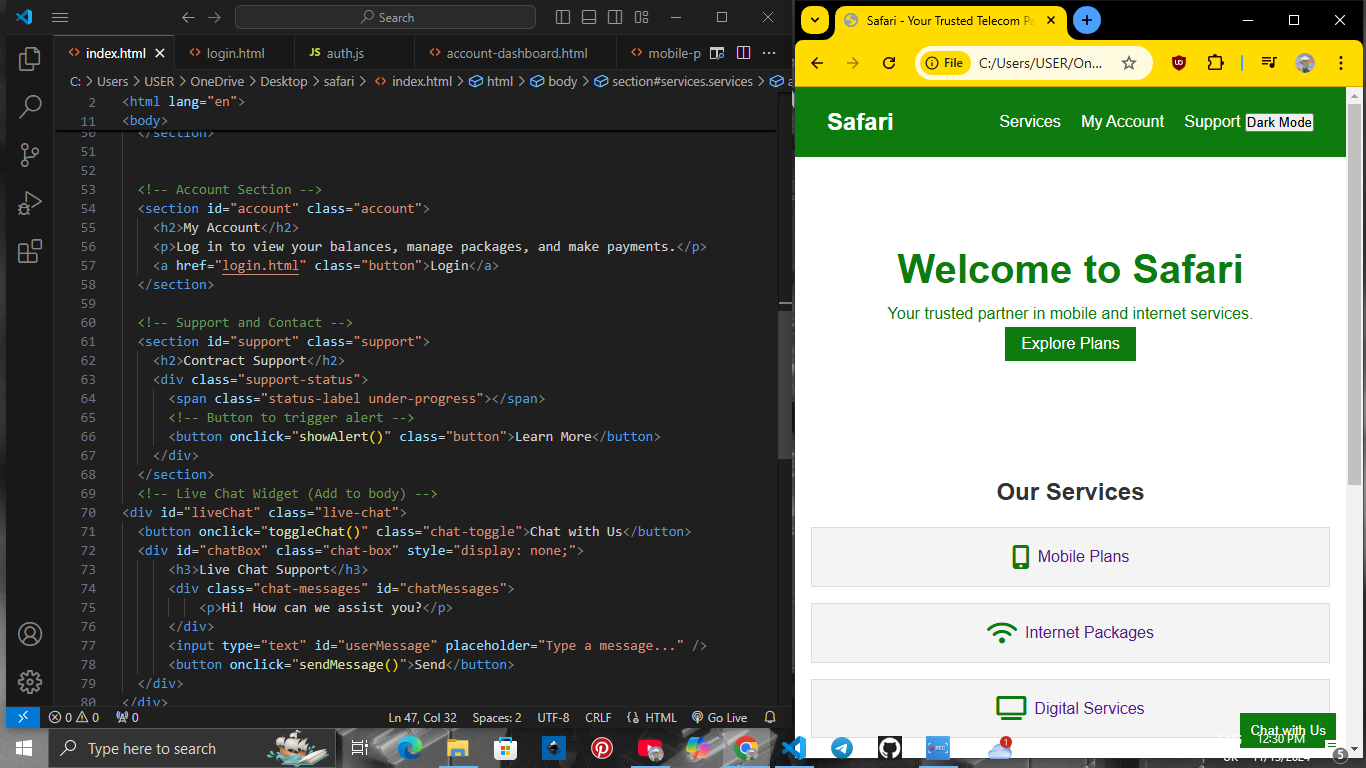 Search
index.html
login.html
JS auth.js
account-dashboard.html
mobile-p
C: > Users > USER > OneDrive > Desktop > safari > index.html > html > body > section#services.services > a
2 <html lang="en">
11 <body>
50 </section>
51
52
53 <!-- Account Section -->
54 <section id="account" class="account">
55 <h2>My Account</h2>
56 <p>Log in to view your balances, manage packages, and make payments.</p>
57 <a href="login.html" class="button">Login</a>
58 </section>
59
60 <!-- Support and Contact -->
61 <section id="support" class="support">
62 <h2>Contract Support</h2>
63 <div class="support-status">
64 <span class="status-label under-progress"></span>
65 <!-- Button to trigger alert -->
66 <button onclick="showAlert()" class="button">Learn More</button>
67 </div>
68 </section>
69 <!-- Live Chat Widget (Add to body) -->
70 <div id="liveChat" class="live-chat">
71 <button onclick="toggleChat()" class="chat-toggle">Chat with Us</button>
72 <div id="chatBox" class="chat-box" style="display: none;">
73 <h3>Live Chat Support</h3>
74 <div class="chat-messages" id="chatMessages">
75 <p>Hi! How can we assist you?</p>
76 </div>
77 <input type="text" id="userMessage" placeholder="Type a message..." />
78 <button onclick="sendMessage()">Send</button>
79 </div>
80 </div>
0 0 0 Ln 47, Col 32 Spaces: 2 UTF-8 CRLF HTML Go Live
Safari - Your Trusted Telecom Pa
File C:/Users/USER/On...
Safari
Services My Account Support Dark Mode
Welcome to Safari
Your trusted partner in mobile and internet services.
Explore Plans
Our Services
Mobile Plans
Internet Packages
Digital Services
Chat with Us
Type here to search
REC
1
12:30 PM
5